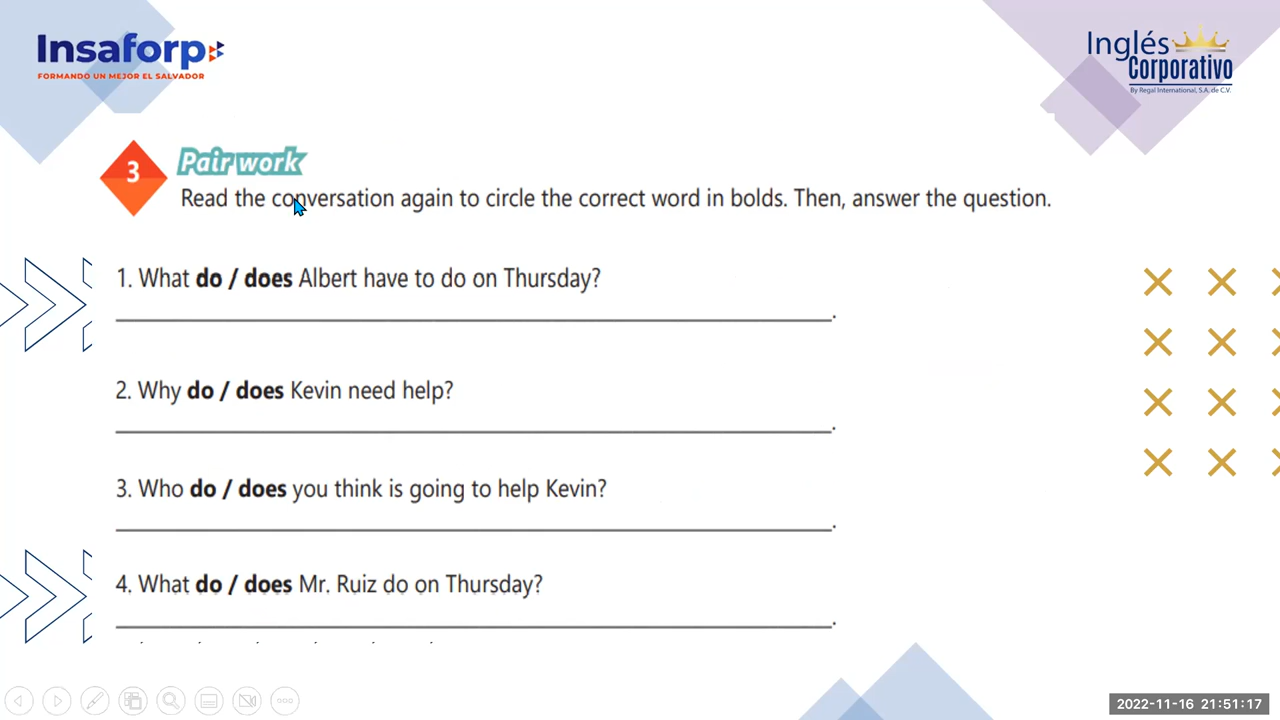 Insaforp
FORMANDO UN MEJOR EL SALVADOR
Inglés
Corporativo
By Regal International, S.A. de C.V.
3
Pair work
Read the conversation again to circle the correct word in bolds. Then, answer the question.
1. What do / does Albert have to do on Thursday?
2. Why do / does Kevin need help?
3. Who do / does you think is going to help Kevin?
4. What do / does Mr. Ruiz do on Thursday?
2022-11-16 21:51:17